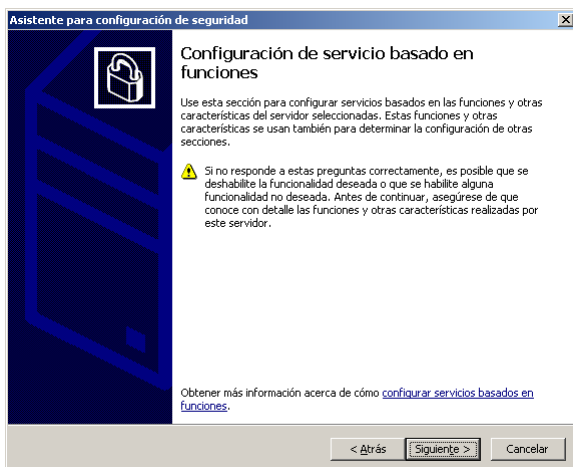 Asistente para configuración de seguridad
Configuración de servicio basado en
funciones
Use esta sección para configurar servicios basados en las funciones y otras
características del servidor seleccionadas. Estas funciones y otras
características se usan también para determinar la configuración de otras
secciones.
Si no responde a estas preguntas correctamente, es posible que se
deshabilite la funcionalidad deseada o que se habilite alguna
funcionalidad no deseada. Antes de continuar, asegúrese de que
conoce con detalle las funciones y otras características realizadas por
este servidor.
Obtener más información acerca de cómo configurar servicios basados en
funciones.
< Atrás Siguiente > Cancelar